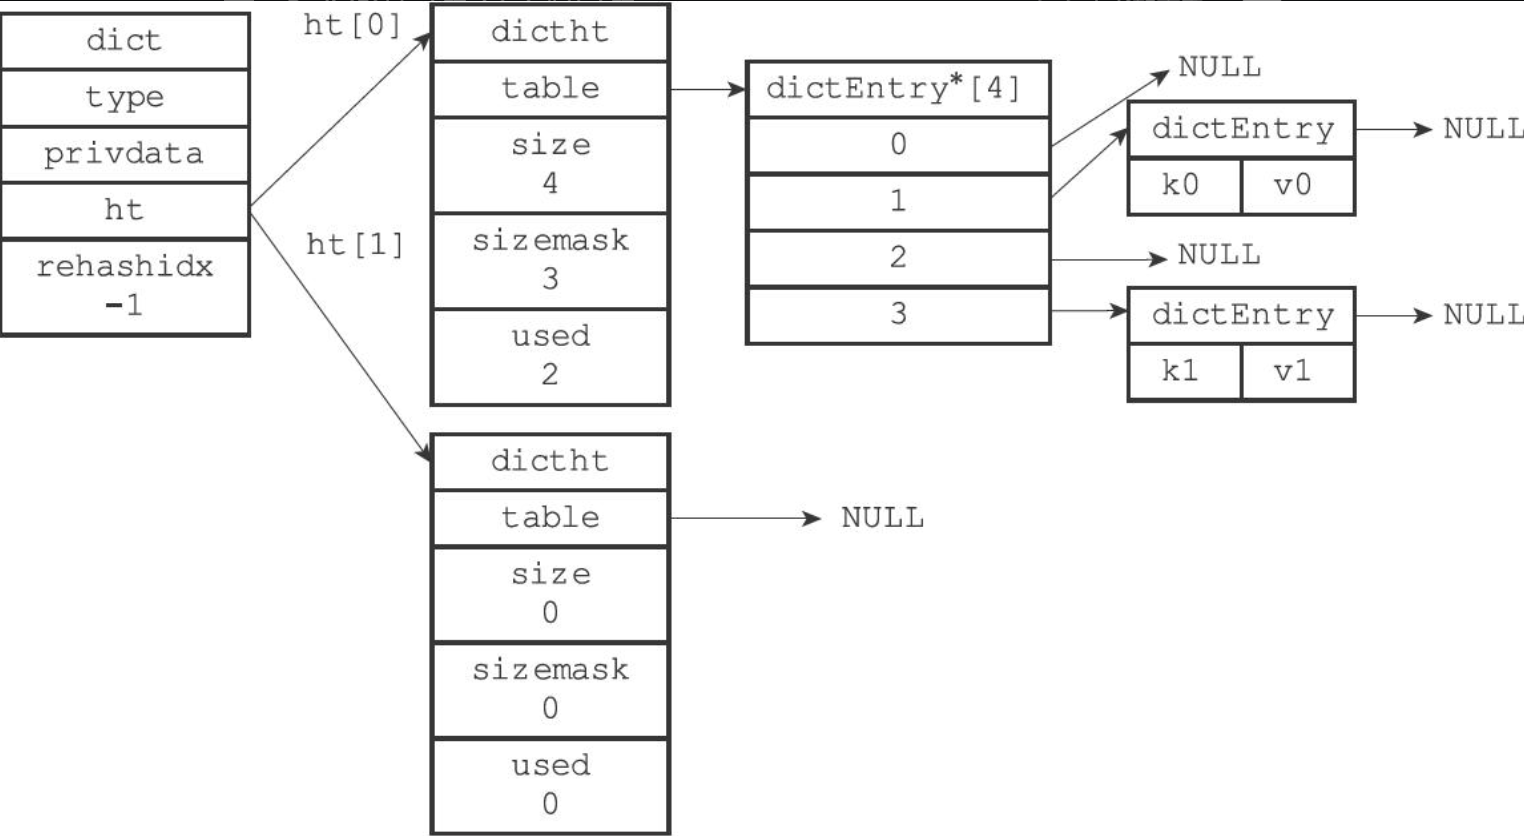 dict
type
privdata
ht
rehashidx
-1
ht[0]
ht[1]
dictht
table
size
4
sizemask
3
used
2
dictht
table
size
0
sizemask
0
used
0
NULL
dictEntry*[4]
0
1
2
3
NULL
dictEntry
k0 v0
NULL
NULL
dictEntry
k1 v1
NULL